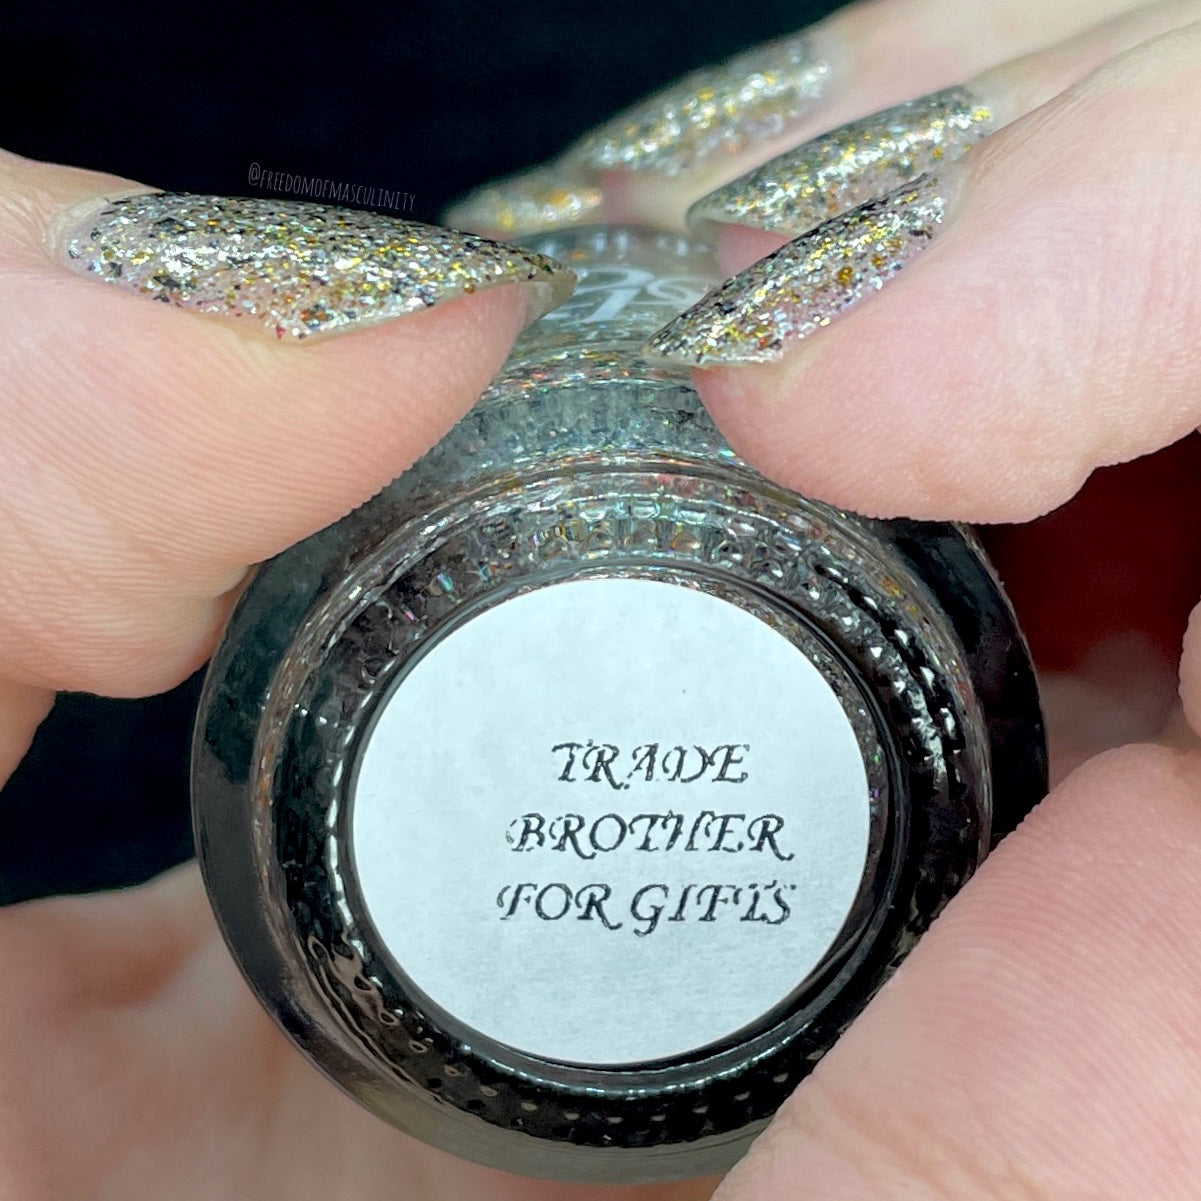 @FREEDOMOFMASCULINITY
TRADE
BROTHER
FOR GIFTS